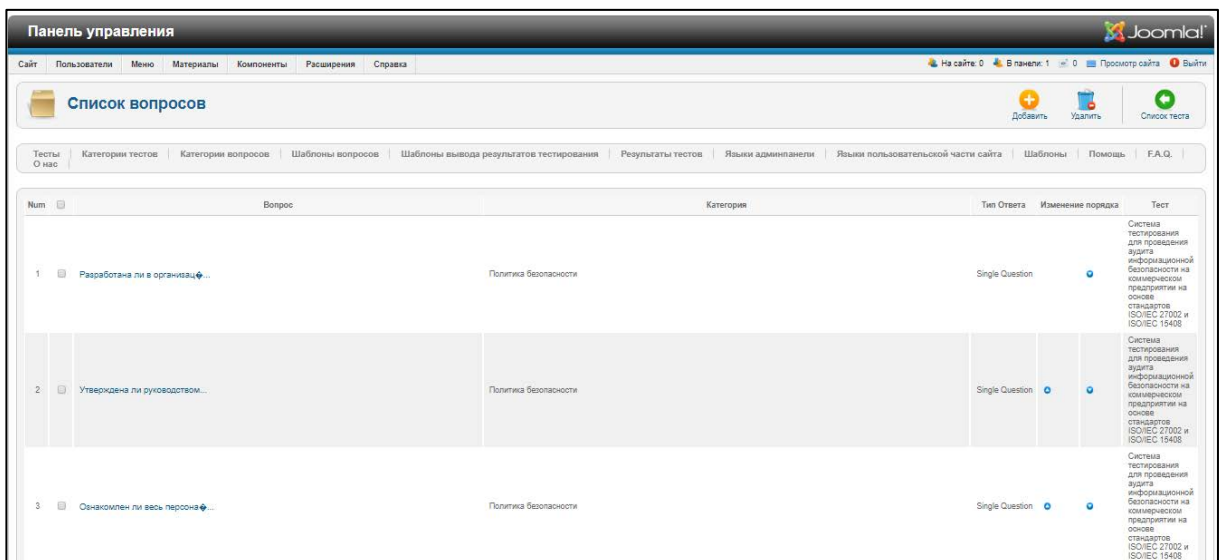 Панель управления
Joomla!
Сайт Пользователи Меню Материалы Компоненты Расширения Справка На сайте: 0 В панели: 1 0 Просмотр сайта Выйти
Список вопросов
Добавить Удалить Список теста
Тесты Категории тестов Категории вопросов Шаблоны вопросов Шаблоны вывода результатов тестирования Результаты тестов Языки админпанели Языки пользовательской части сайта Шаблоны Помощь F.A.Q.
О нас
Num Вопрос Категория Тип Ответа Изменение порядка Тест
1 Разработана ли в организац�... Политика безопасности Single Question
Система
тестирования
для проведения
аудита
информационной
безопасности на
коммерческом
предприятии на
основе
стандартов
ISO/IEC 27002 и
ISO/IEC 15408
2 Утверждена ли руководством... Политика безопасности Single Question
Система
тестирования
для проведения
аудита
информационной
безопасности на
коммерческом
предприятии на
основе
стандартов
ISO/IEC 27002 и
ISO/IEC 15408
3 Ознакомлен ли весь персона�... Политика безопасности Single Question
Система
тестирования
для проведения
аудита
информационной
безопасности на
коммерческом
предприятии на
основе
стандартов
ISO/IEC 27002 и
ISO/IEC 15408